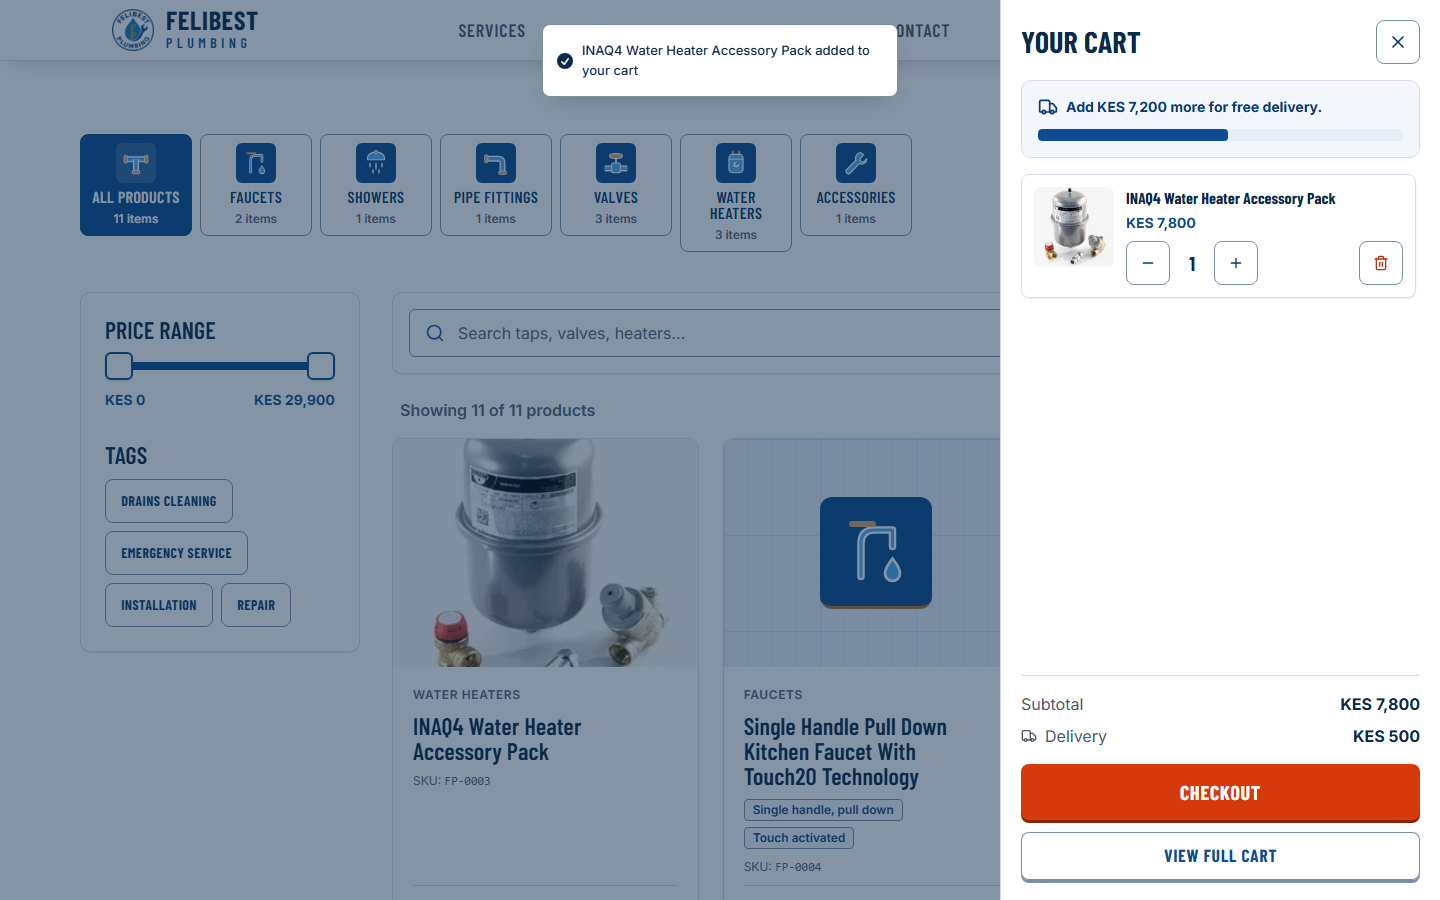 FELIBEST
PLUMBING
FELIBEST
PLUMBING
SERVICES
ONTACT
INAQ4 Water Heater Accessory Pack added to
your cart
ALL PRODUCTS
11 items
FAUCETS
2 items
SHOWERS
1 items
PIPE FITTINGS
1 items
VALVES
3 items
WATER
HEATERS
3 items
ACCESSORIES
1 items
PRICE RANGE
KES 0
KES 29,900
TAGS
DRAINS CLEANING
EMERGENCY SERVICE
INSTALLATION
REPAIR
Search taps, valves, heaters...
Showing 11 of 11 products
WATER HEATERS
INAQ4 Water Heater
Accessory Pack
SKU: FP-0003
FAUCETS
Single Handle Pull Down
Kitchen Faucet With
Touch20 Technology
Single handle, pull down
Touch activated
SKU: FP-0004
YOUR CART
Add KES 7,200 more for free delivery.
INAQ4 Water Heater Accessory Pack
KES 7,800
1
Subtotal
KES 7,800
Delivery
KES 500
CHECKOUT
VIEW FULL CART